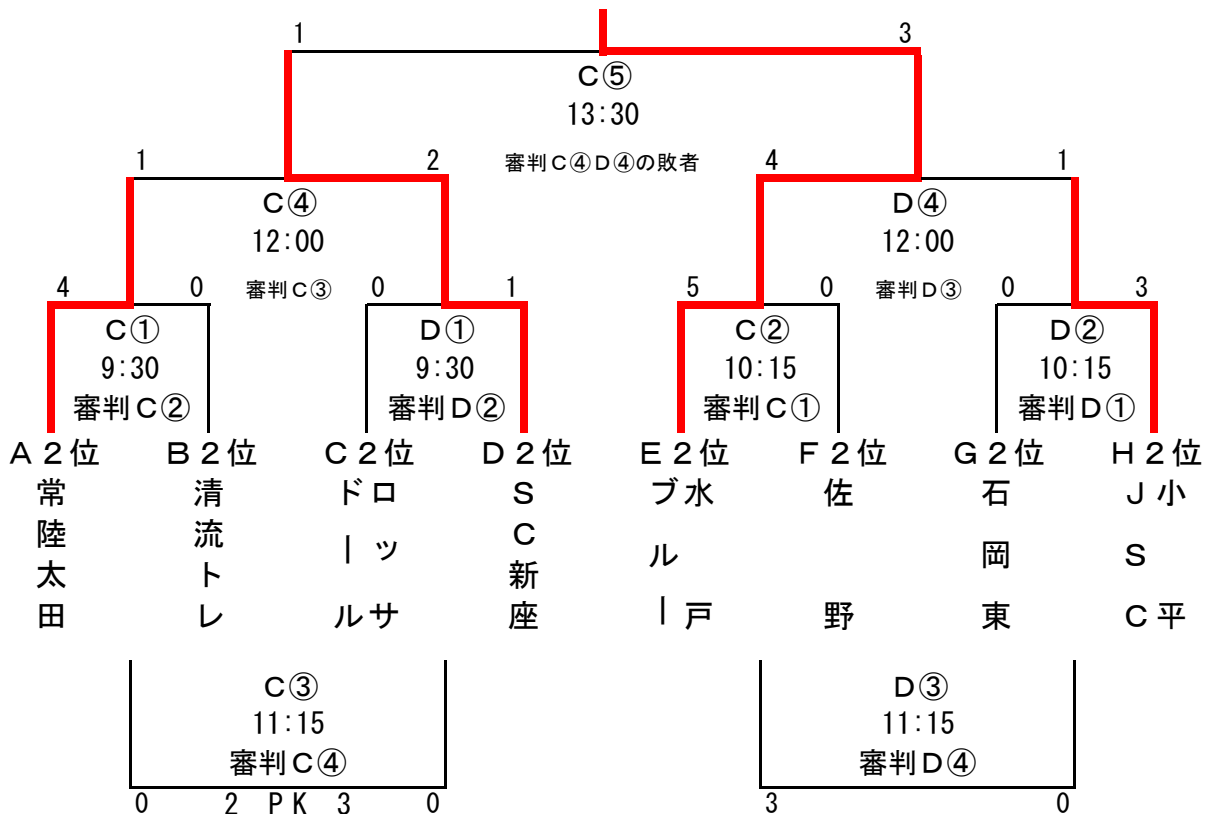 1 3
C⑤
13:30
審判C④D④の敗者
1 2 4 1
C④ D④
12:00 12:00
審判C③ 審判D③
4 0 0 1 5 0 0 3
C① D① C② D②
9:30 9:30 10:15 10:15
審判C② 審判D② 審判C① 審判D①
A2位 B2位 C2位 D2位 E2位 F2位 G2位 H2位
常陸太田
清流トレ
ロッサ
ドール
SC新座
水戸
ブルー
佐野
石岡東
小平
JSC
C③ D③
11:15 11:15
審判C④ 審判D④
0 2 PK 3 0 3 0